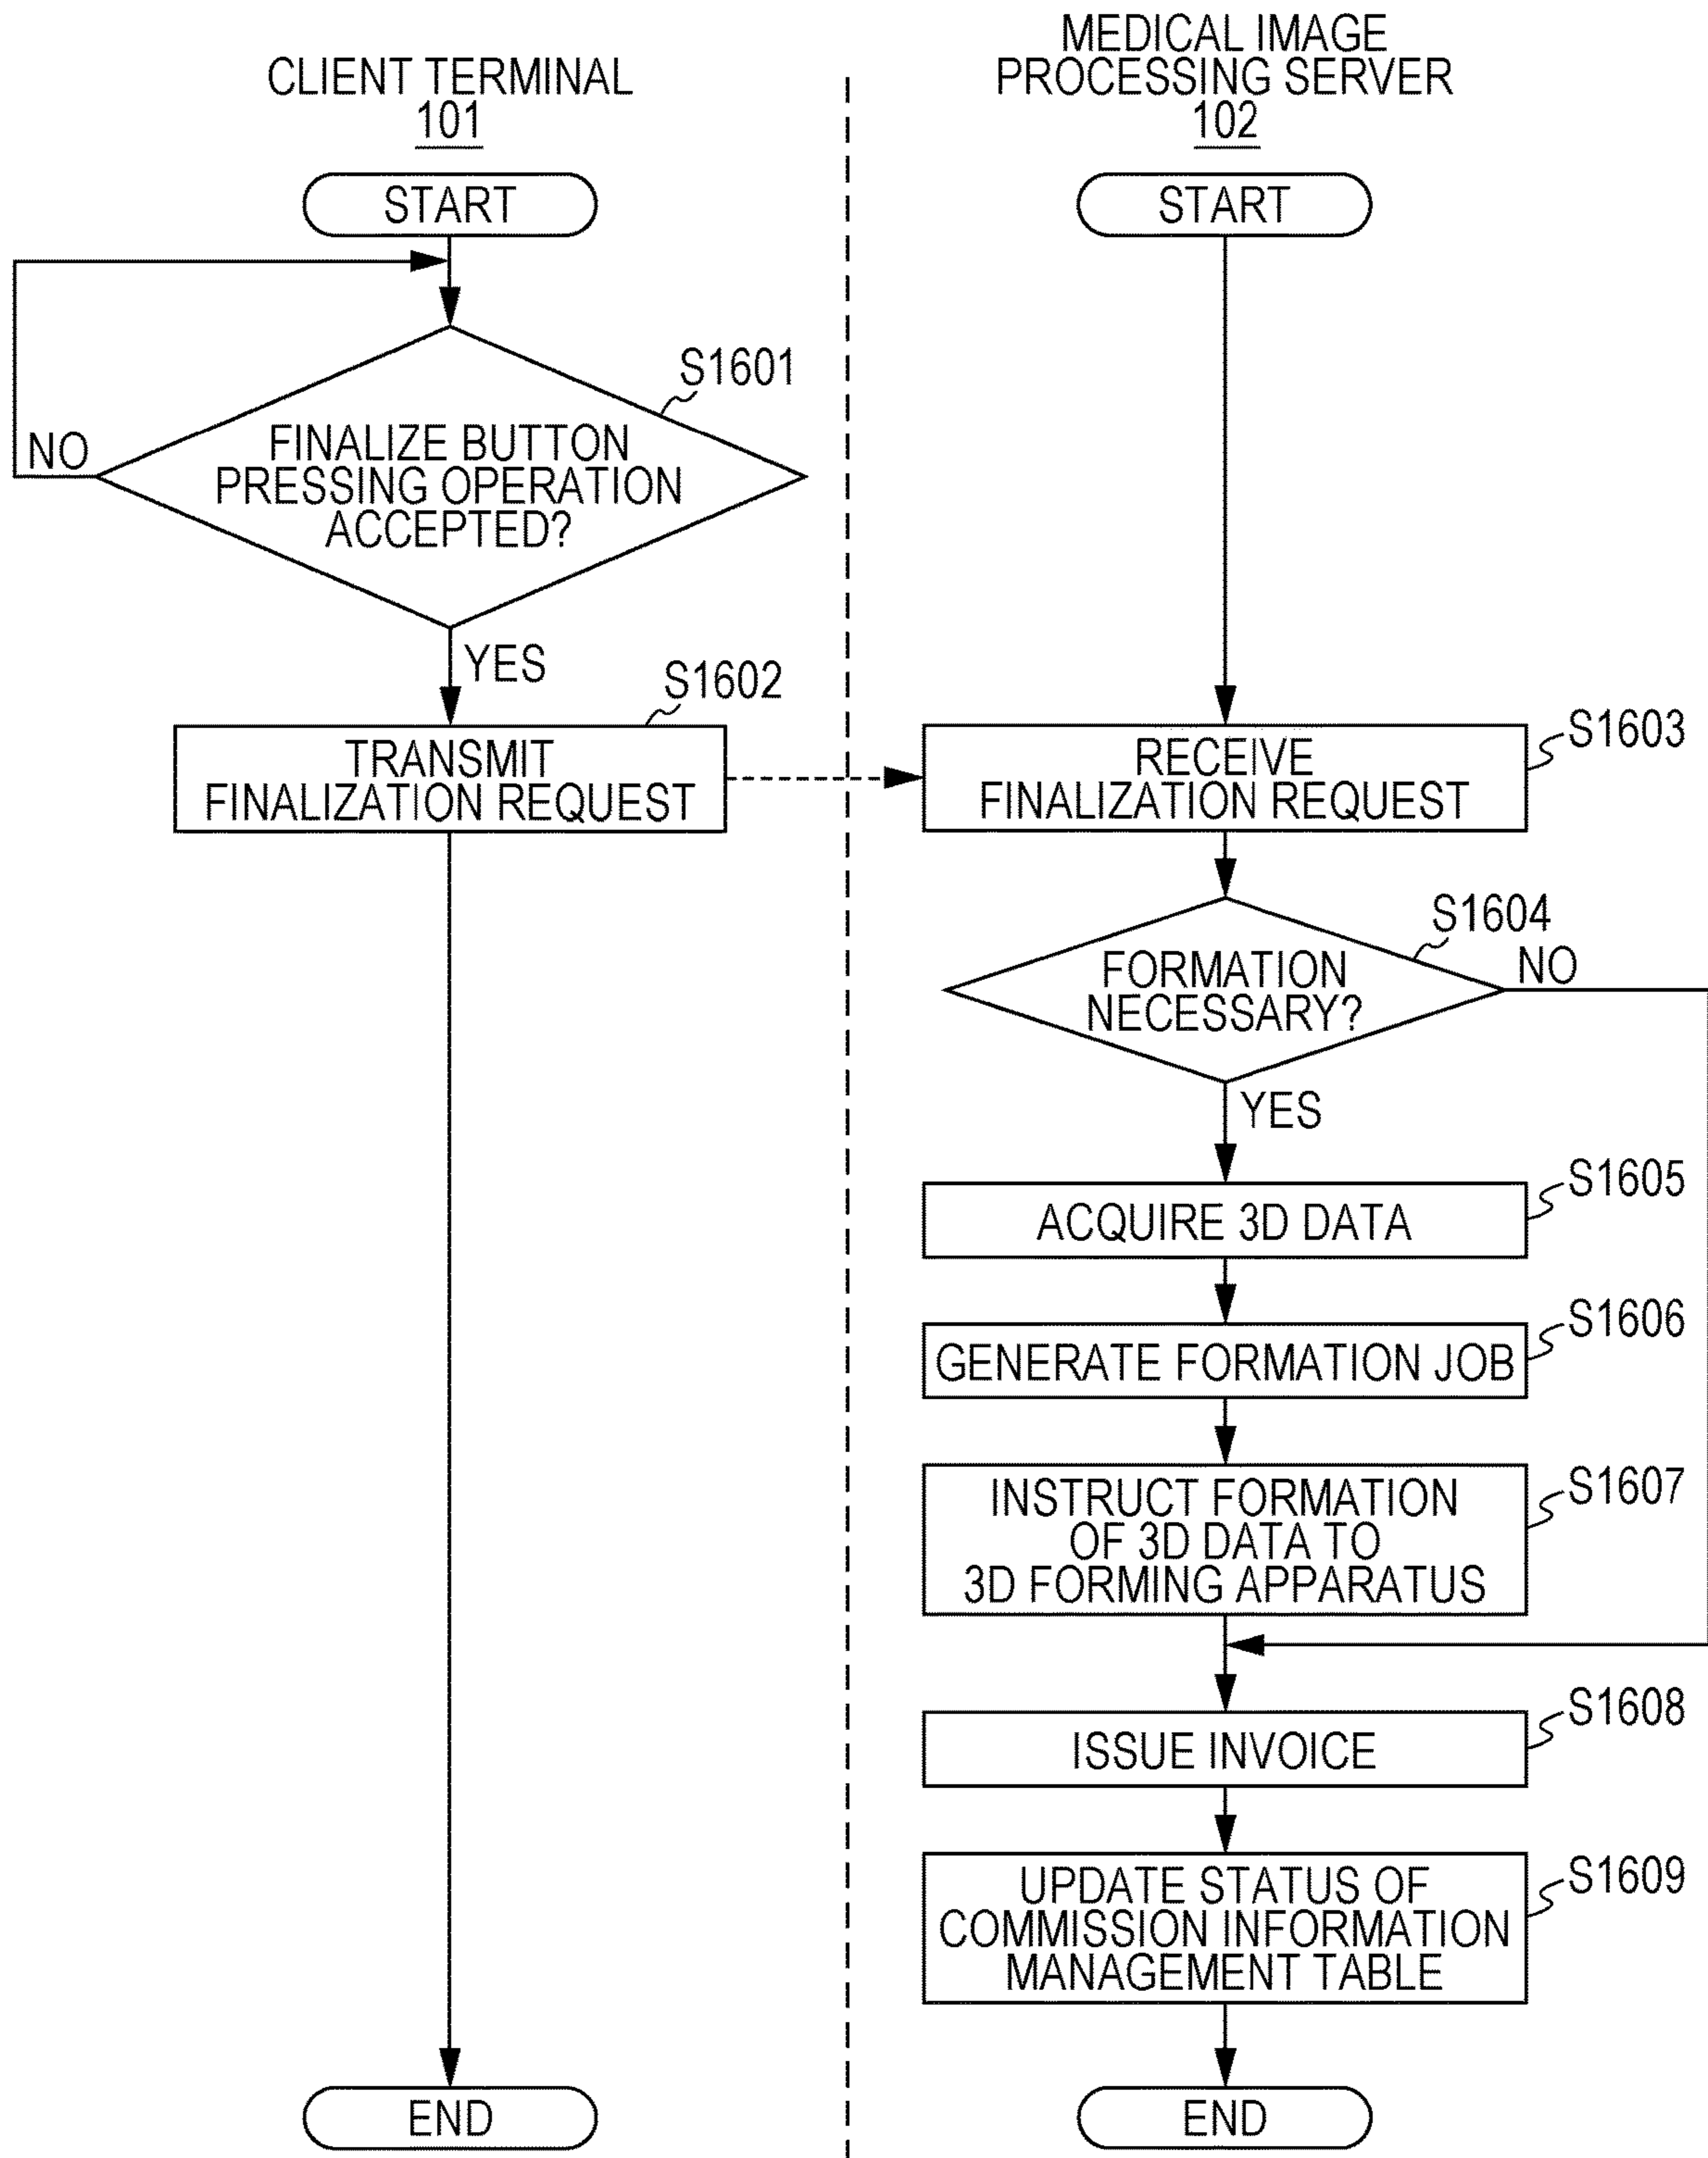 CLIENT TERMINAL
101
START
S1601
NO
FINALIZE BUTTON
PRESSING OPERATION
ACCEPTED?
YES
S1602
TRANSMIT
FINALIZATION REQUEST
END
MEDICAL IMAGE
PROCESSING SERVER
102
START
S1603
RECEIVE
FINALIZATION REQUEST
S1604
NO
FORMATION
NECESSARY?
YES
S1605
ACQUIRE 3D DATA
S1606
GENERATE FORMATION JOB
S1607
INSTRUCT FORMATION
OF 3D DATA TO
3D FORMING APPARATUS
S1608
ISSUE INVOICE
S1609
UPDATE STATUS OF
COMMISSION INFORMATION
MANAGEMENT TABLE
END